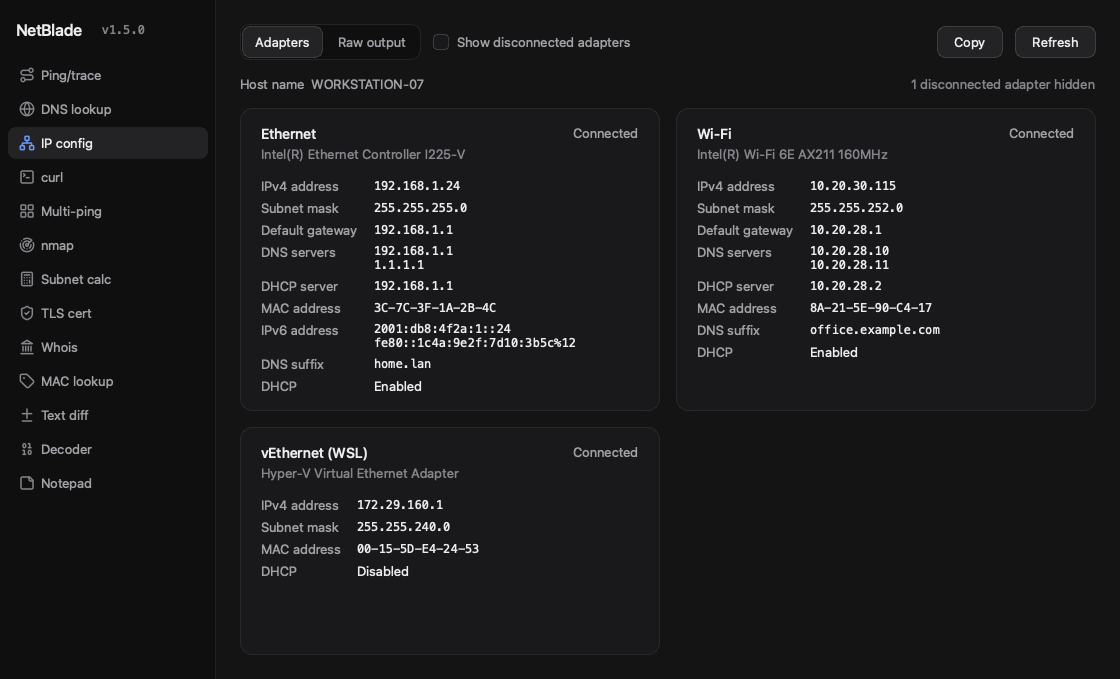 NetBlade v1.5.0
Ping/trace
DNS lookup
IP config
curl
Multi-ping
nmap
Subnet calc
TLS cert
Whois
MAC lookup
Text diff
Decoder
Notepad
Adapters Raw output Show disconnected adapters Copy Refresh
Host name WORKSTATION-07 1 disconnected adapter hidden
Ethernet Connected
Intel(R) Ethernet Controller I225-V
IPv4 address 192.168.1.24
Subnet mask 255.255.255.0
Default gateway 192.168.1.1
DNS servers 192.168.1.1
1.1.1.1
DHCP server 192.168.1.1
MAC address 3C-7C-3F-1A-2B-4C
IPv6 address 2001:db8:4f2a:1::24
fe80::1c4a:9e2f:7d10:3b5c%12
DNS suffix home.lan
DHCP Enabled
Wi-Fi Connected
Intel(R) Wi-Fi 6E AX211 160MHz
IPv4 address 10.20.30.115
Subnet mask 255.255.252.0
Default gateway 10.20.28.1
DNS servers 10.20.28.10
10.20.28.11
DHCP server 10.20.28.2
MAC address 8A-21-5E-90-C4-17
DNS suffix office.example.com
DHCP Enabled
vEthernet (WSL) Connected
Hyper-V Virtual Ethernet Adapter
IPv4 address 172.29.160.1
Subnet mask 255.255.240.0
MAC address 00-15-5D-E4-24-53
DHCP Disabled